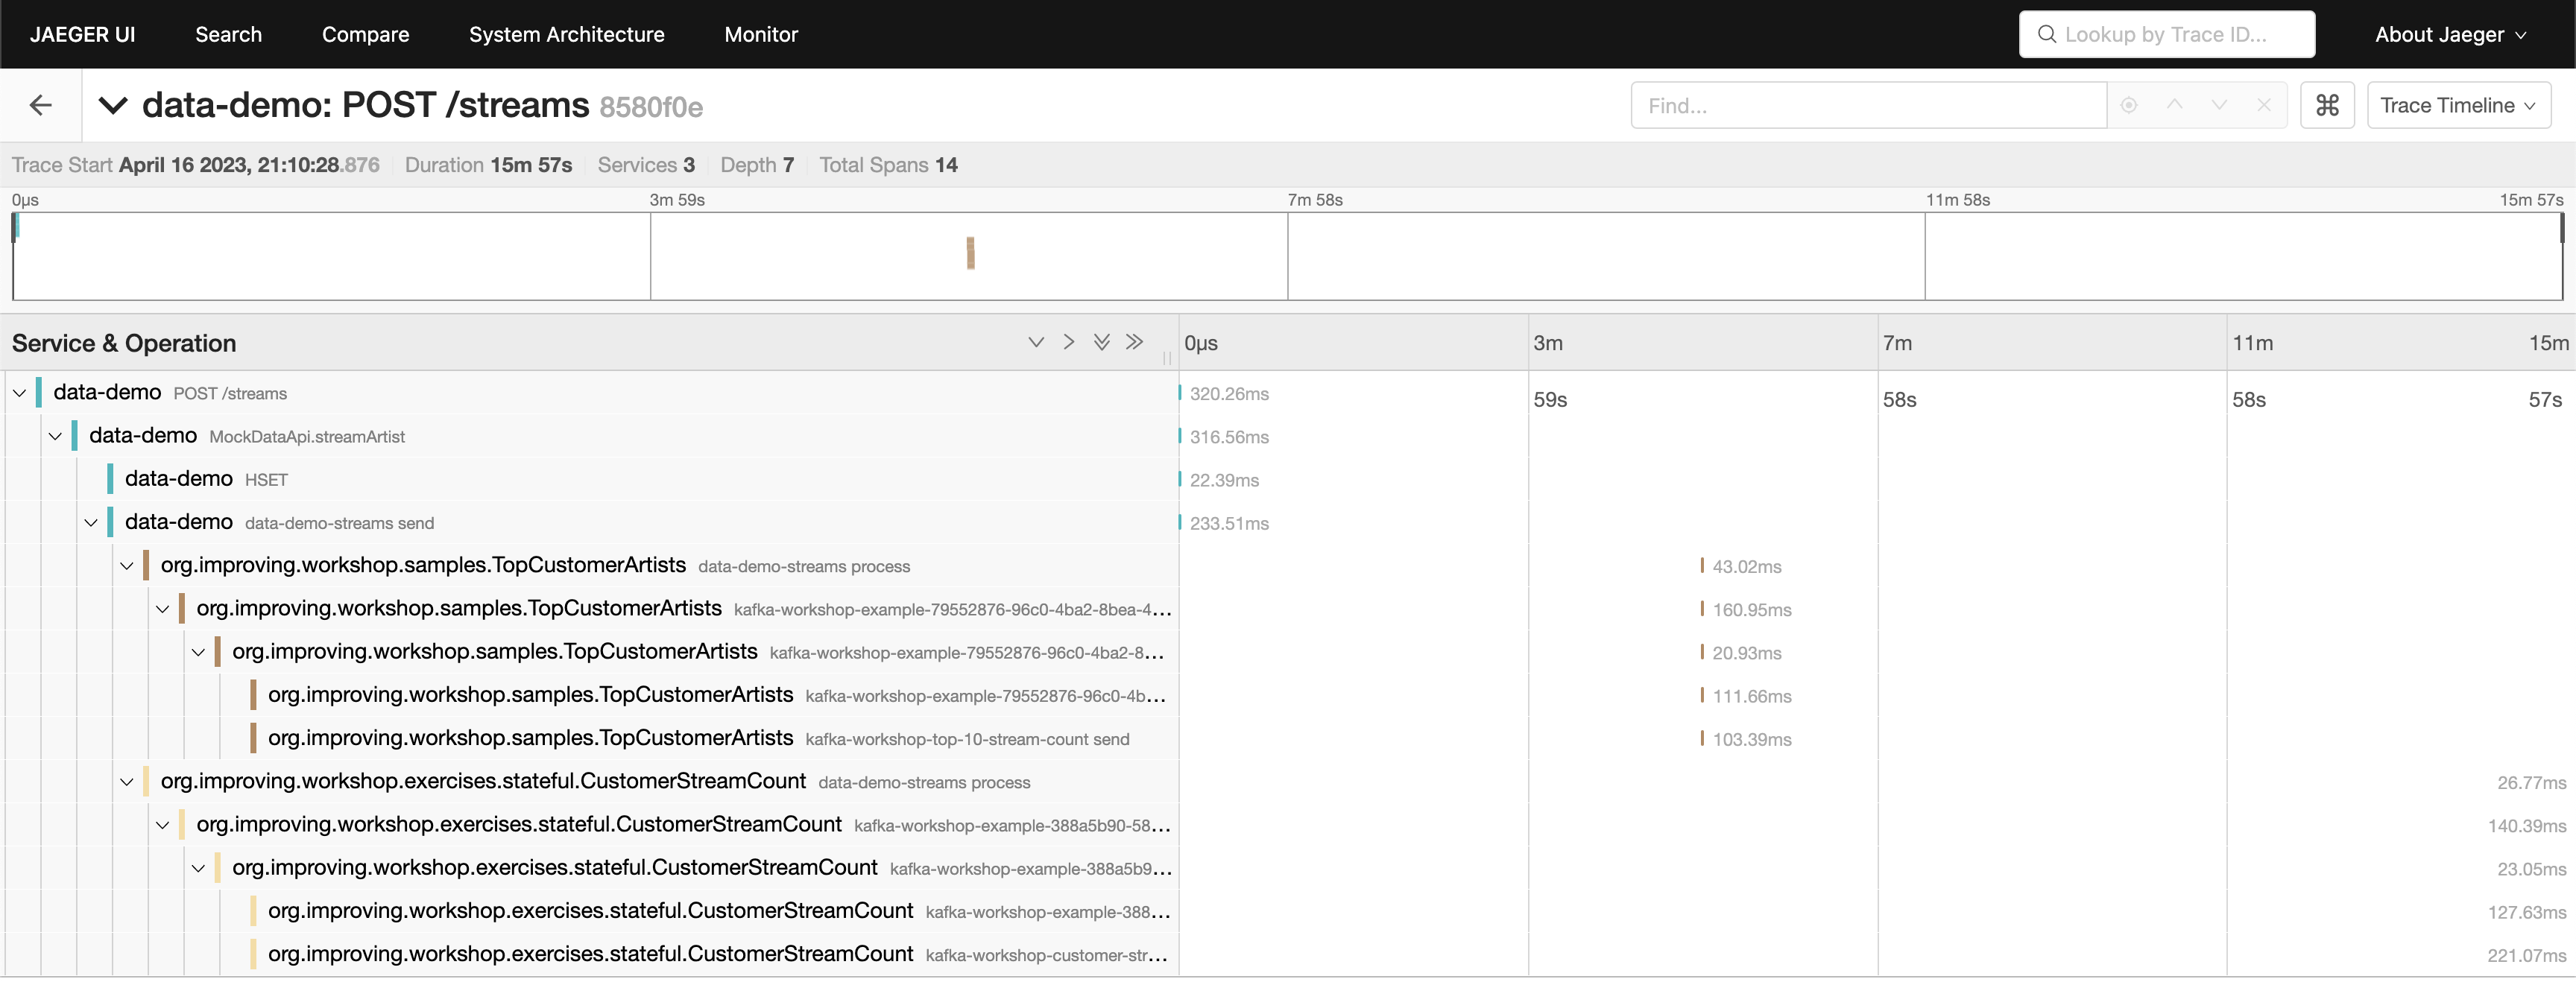 JAEGER UI Search Compare System Architecture Monitor Lookup by Trace ID... About Jaeger
data-demo: POST /streams 8580f0e Find... ⌘ Trace Timeline
Trace Start April 16 2023, 21:10:28.876 Duration 15m 57s Services 3 Depth 7 Total Spans 14
0μs 3m 59s 7m 58s 11m 58s 15m 57s
Service & Operation 0μs 3m 7m 11m 15m
59s 58s 58s 57s
data-demo POST /streams 320.26ms
data-demo MockDataApi.streamArtist 316.56ms
data-demo HSET 22.39ms
data-demo data-demo-streams send 233.51ms
org.improving.workshop.samples.TopCustomerArtists data-demo-streams process 43.02ms
org.improving.workshop.samples.TopCustomerArtists kafka-workshop-example-79552876-96c0-4ba2-8bea-4... 160.95ms
org.improving.workshop.samples.TopCustomerArtists kafka-workshop-example-79552876-96c0-4ba2-8... 20.93ms
org.improving.workshop.samples.TopCustomerArtists kafka-workshop-example-79552876-96c0-4b... 111.66ms
org.improving.workshop.samples.TopCustomerArtists kafka-workshop-top-10-stream-count send 103.39ms
org.improving.workshop.exercises.stateful.CustomerStreamCount data-demo-streams process 26.77ms
org.improving.workshop.exercises.stateful.CustomerStreamCount kafka-workshop-example-388a5b90-58... 140.39ms
org.improving.workshop.exercises.stateful.CustomerStreamCount kafka-workshop-example-388a5b9... 23.05ms
org.improving.workshop.exercises.stateful.CustomerStreamCount kafka-workshop-example-388... 127.63ms
org.improving.workshop.exercises.stateful.CustomerStreamCount kafka-workshop-customer-str... 221.07ms